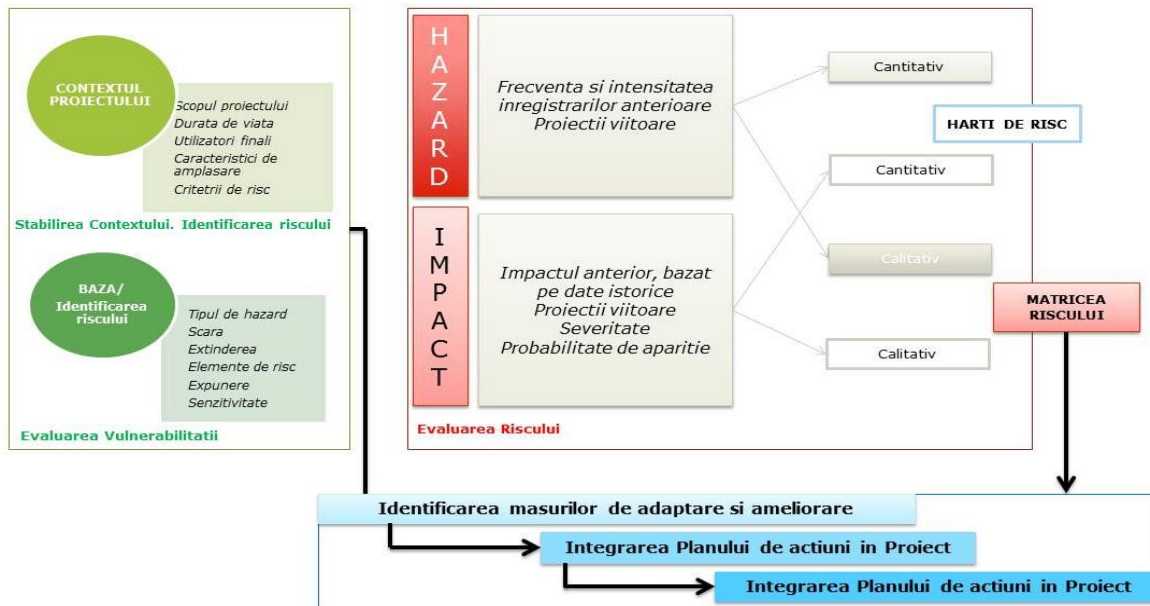 CONTEXTUL
PROIECTULUI
Scopul proiectului
Durata de viata
Utilizatori finali
Caracteristici de
amplasare
Critetrii de risc
Stabilirea Contextului. Identificarea riscului
BAZA/
Identificarea
riscului
Tipul de hazard
Scara
Extinderea
Elemente de risc
Expunere
Senzitivitate
Evaluarea Vulnerabilitatii
HAZARD
Frecventa si intensitatea
inregistrarilor anterioare
Proiectii viitoare
IMPACT
Impactul anterior, bazat
pe date istorice
Proiectii viitoare
Severitate
Probabilitate de aparitie
Cantitativ
Cantitativ
Calitativ
Calitativ
HARTI DE RISC
MATRICEA
RISCULUI
Evaluarea Riscului
Identificarea masurilor de adaptare si ameliorare
Integrarea Planului de actiuni in Proiect
Integrarea Planului de actiuni in Proiect